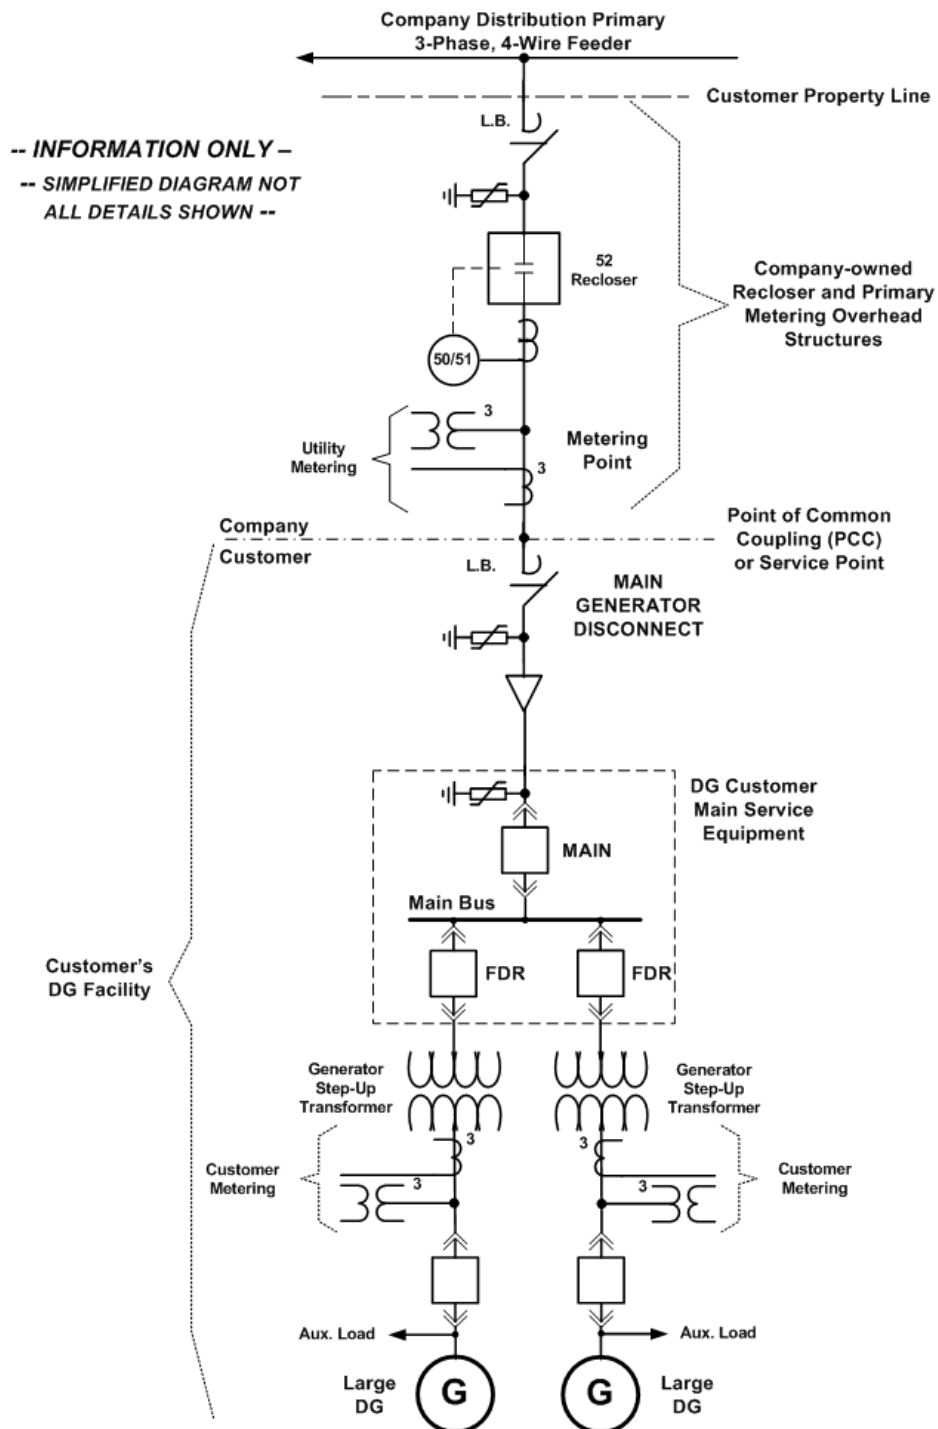 Company Distribution Primary
3-Phase, 4-Wire Feeder
Customer Property Line
L.B.
-- INFORMATION ONLY –
-- SIMPLIFIED DIAGRAM NOT
ALL DETAILS SHOWN --
52
Recloser
Company-owned
Recloser and Primary
Metering Overhead
Structures
50/51
3
Utility
Metering
Metering
Point
3
Company
Customer
Point of Common
Coupling (PCC)
or Service Point
L.B.
MAIN
GENERATOR
DISCONNECT
DG Customer
Main Service
Equipment
MAIN
Main Bus
FDR
FDR
Customer's
DG Facility
Generator
Step-Up
Transformer
Generator
Step-Up
Transformer
3
3
Customer
Metering
3
3
Customer
Metering
Aux. Load
Aux. Load
Large
DG
G
G
Large
DG